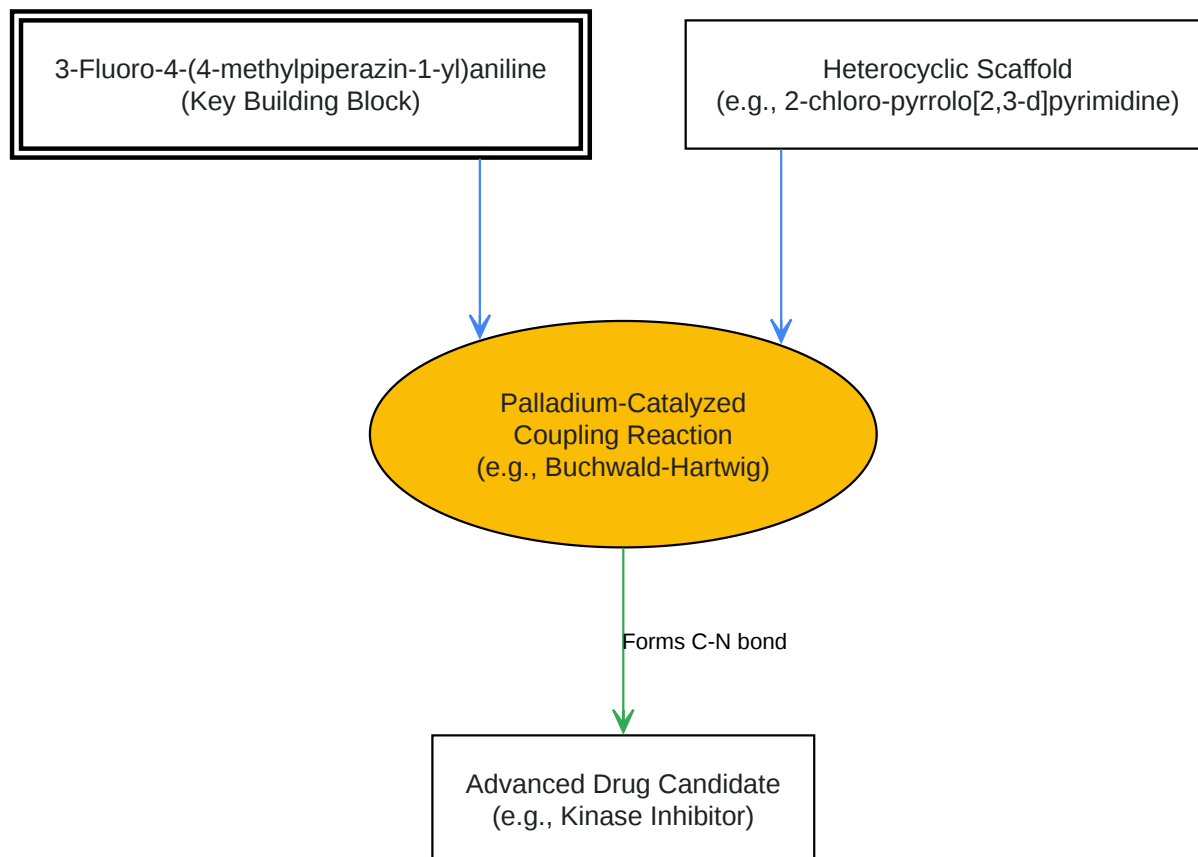 3-Fluoro-4-(4-methylpiperazin-1-yl)aniline
(Key Building Block)
Heterocyclic Scaffold
(e.g., 2-chloro-pyrrolo[2,3-d]pyrimidine)
Palladium-Catalyzed
Coupling Reaction
(e.g., Buchwald-Hartwig)
Forms C-N bond
Advanced Drug Candidate
(e.g., Kinase Inhibitor)